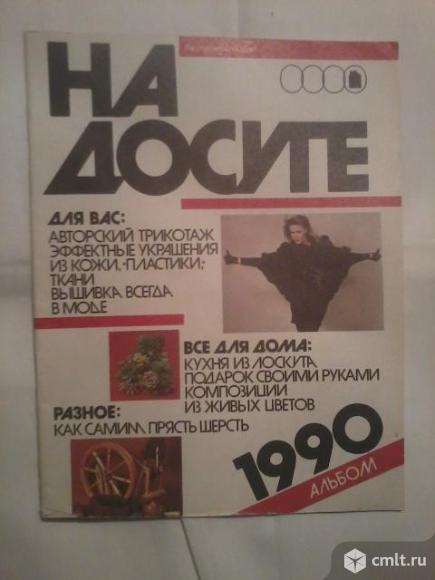 НА
ДОСУГЕ
ДЛЯ ВАС:
АВТОРСКИЙ ТРИКОТАЖ
ЭФФЕКТНЫЕ УКРАШЕНИЯ
ИЗ КОЖИ, ПЛАСТИКИ,
ТКАНИ
ВЫШИВКА ВСЕГДА
В МОДЕ
ВСЕ ДЛЯ ДОМА:
КУХНЯ ИЗ ЛОСКУТА
ПОДАРОК СВОИМИ РУКАМИ
КОМПОЗИЦИИ
ИЗ ЖИВЫХ ЦВЕТОВ
РАЗНОЕ:
КАК САМИМ ПРЯСТЬ ШЕРСТЬ
1990
АЛЬБОМ
cmlt.ru